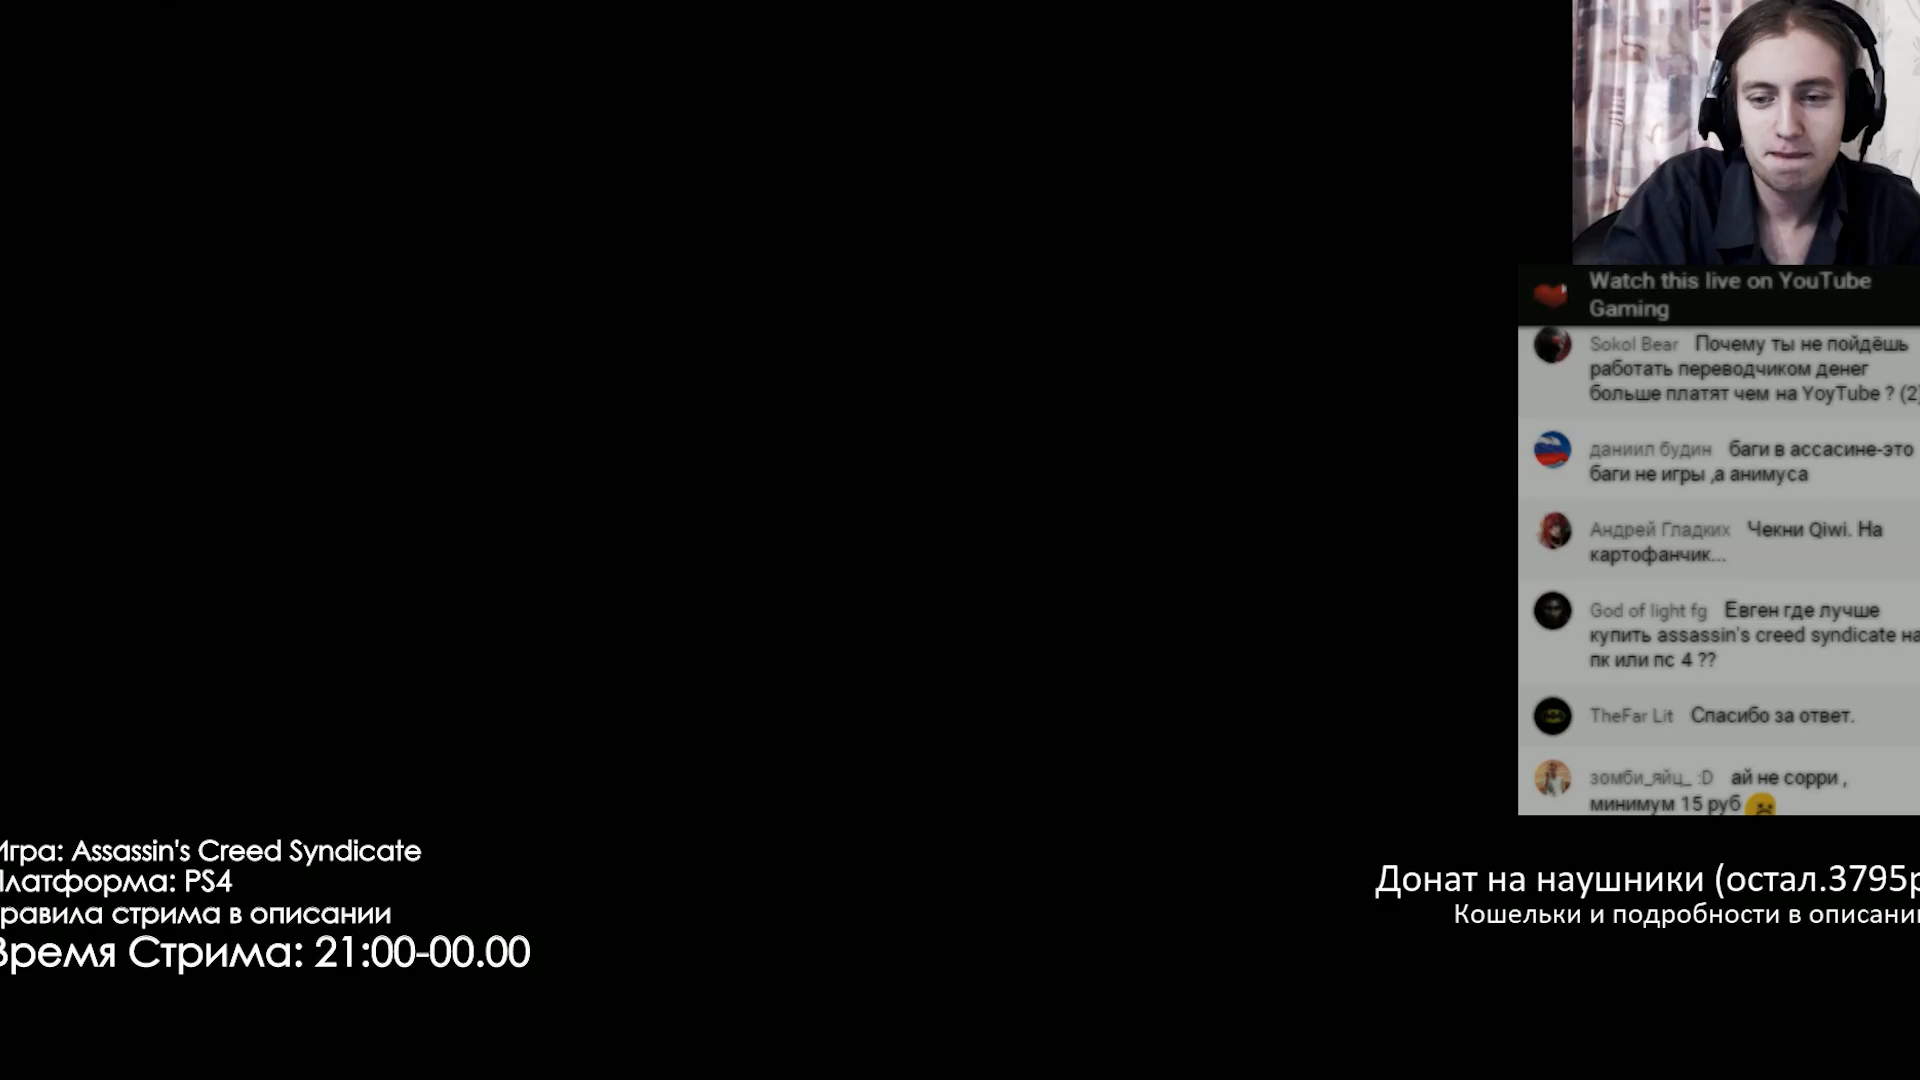 Watch this live on YouTube
Gaming
Sokol Bear Почему ты не пойдёшь
работать переводчиком денег
больше платят чем на YoyTube ? (2)
даниил будин баги в ассасине-это
баги не игры ,а анимуса
Андрей Гладких Чекни Qiwi. На
картофанчик...
God of light fg Евген где лучше
купить assassin's creed syndicate на
пк или пс 4 ??
TheFar Lit Спасибо за ответ.
зомби_яйц_ :D ай не сорри ,
минимум 15 руб
Игра: Assassin's Creed Syndicate
Платформа: PS4
равила стрима в описании
Время Стрима: 21:00-00.00
Донат на наушники (остал.3795р
Кошельки и подробности в описании